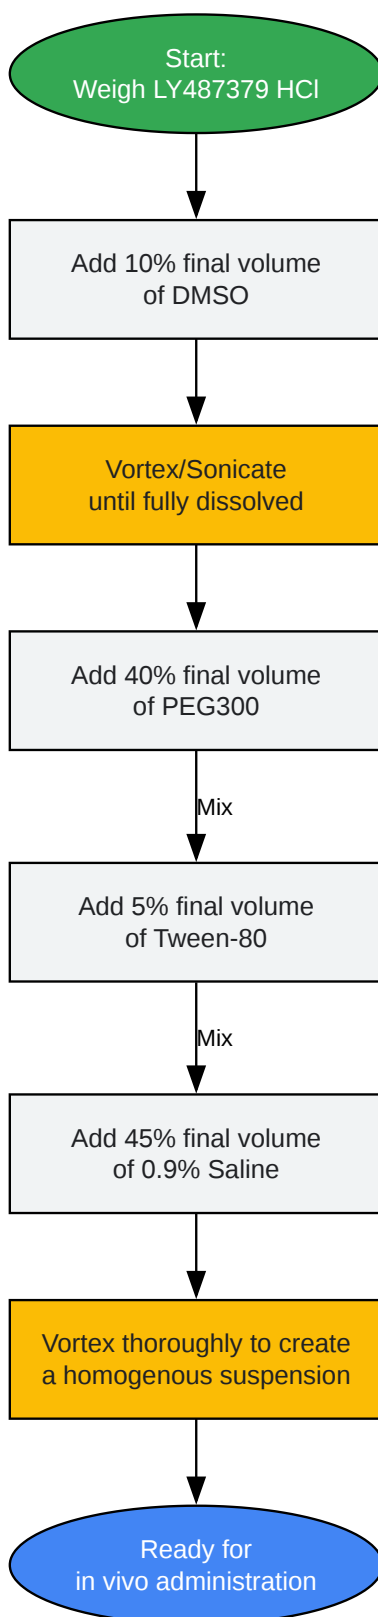 Start:
Weigh LY487379 HCl
Add 10% final volume
of DMSO
Vortex/Sonicate
until fully dissolved
Add 40% final volume
of PEG300
Mix
Add 5% final volume
of Tween-80
Mix
Add 45% final volume
of 0.9% Saline
Vortex thoroughly to create
a homogenous suspension
Ready for
in vivo administration